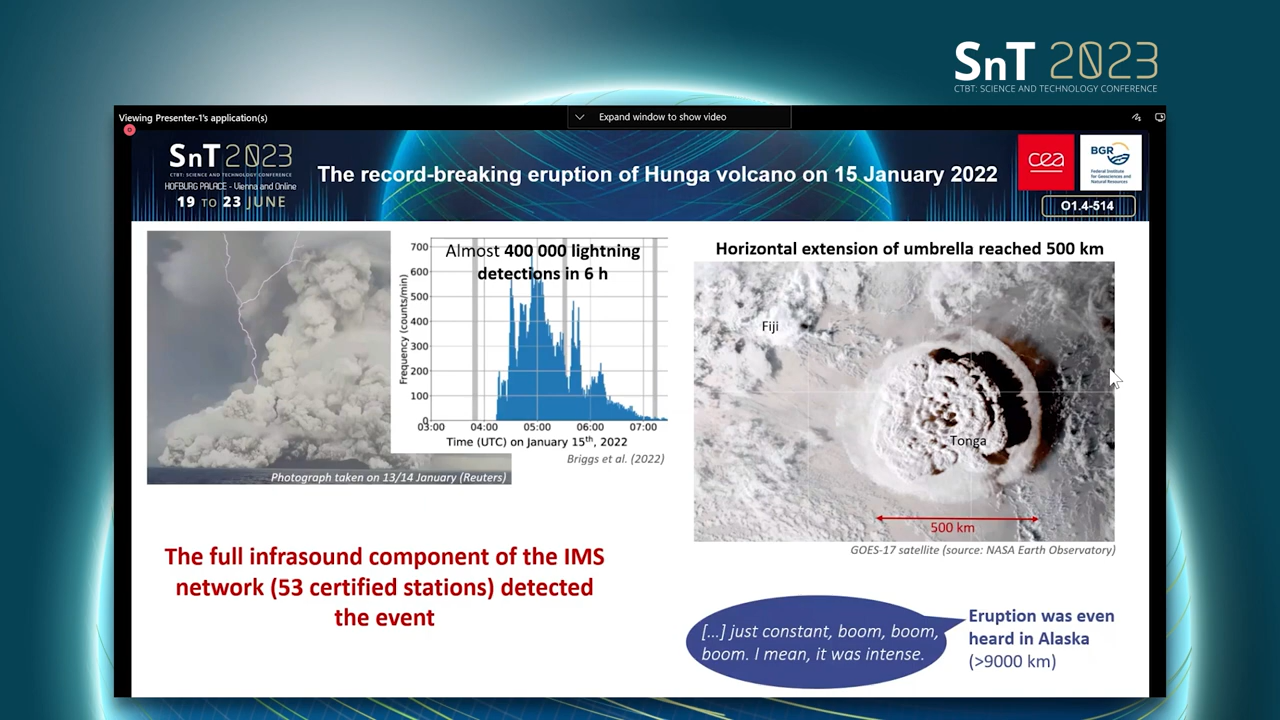 SnT 2023
CTBT: SCIENCE AND TECHNOLOGY CONFERENCE
Viewing Presenter-1's application(s)
Expand window to show video
SnT 2023
CTBT: SCIENCE AND TECHNOLOGY CONFERENCE
HOFBURG PALACE - Vienna and Online
19 TO 23 JUNE
The record-breaking eruption of Hunga volcano on 15 January 2022
cea
BGR
Federal Institute
for Geosciences and
Natural Resources
O1.4-514
Almost 400 000 lightning
detections in 6 h
Frequency (counts/min)
700
600
500
400
300
200
100
0
03:00 04:00 05:00 06:00 07:00
Time (UTC) on January 15th, 2022
Briggs et al. (2022)
Photograph taken on 13/14 January (Reuters)
Horizontal extension of umbrella reached 500 km
Fiji
Tonga
500 km
GOES-17 satellite (source: NASA Earth Observatory)
The full infrasound component of the IMS
network (53 certified stations) detected
the event
[...] just constant, boom, boom,
boom. I mean, it was intense.
Eruption was even
heard in Alaska
(>9000 km)